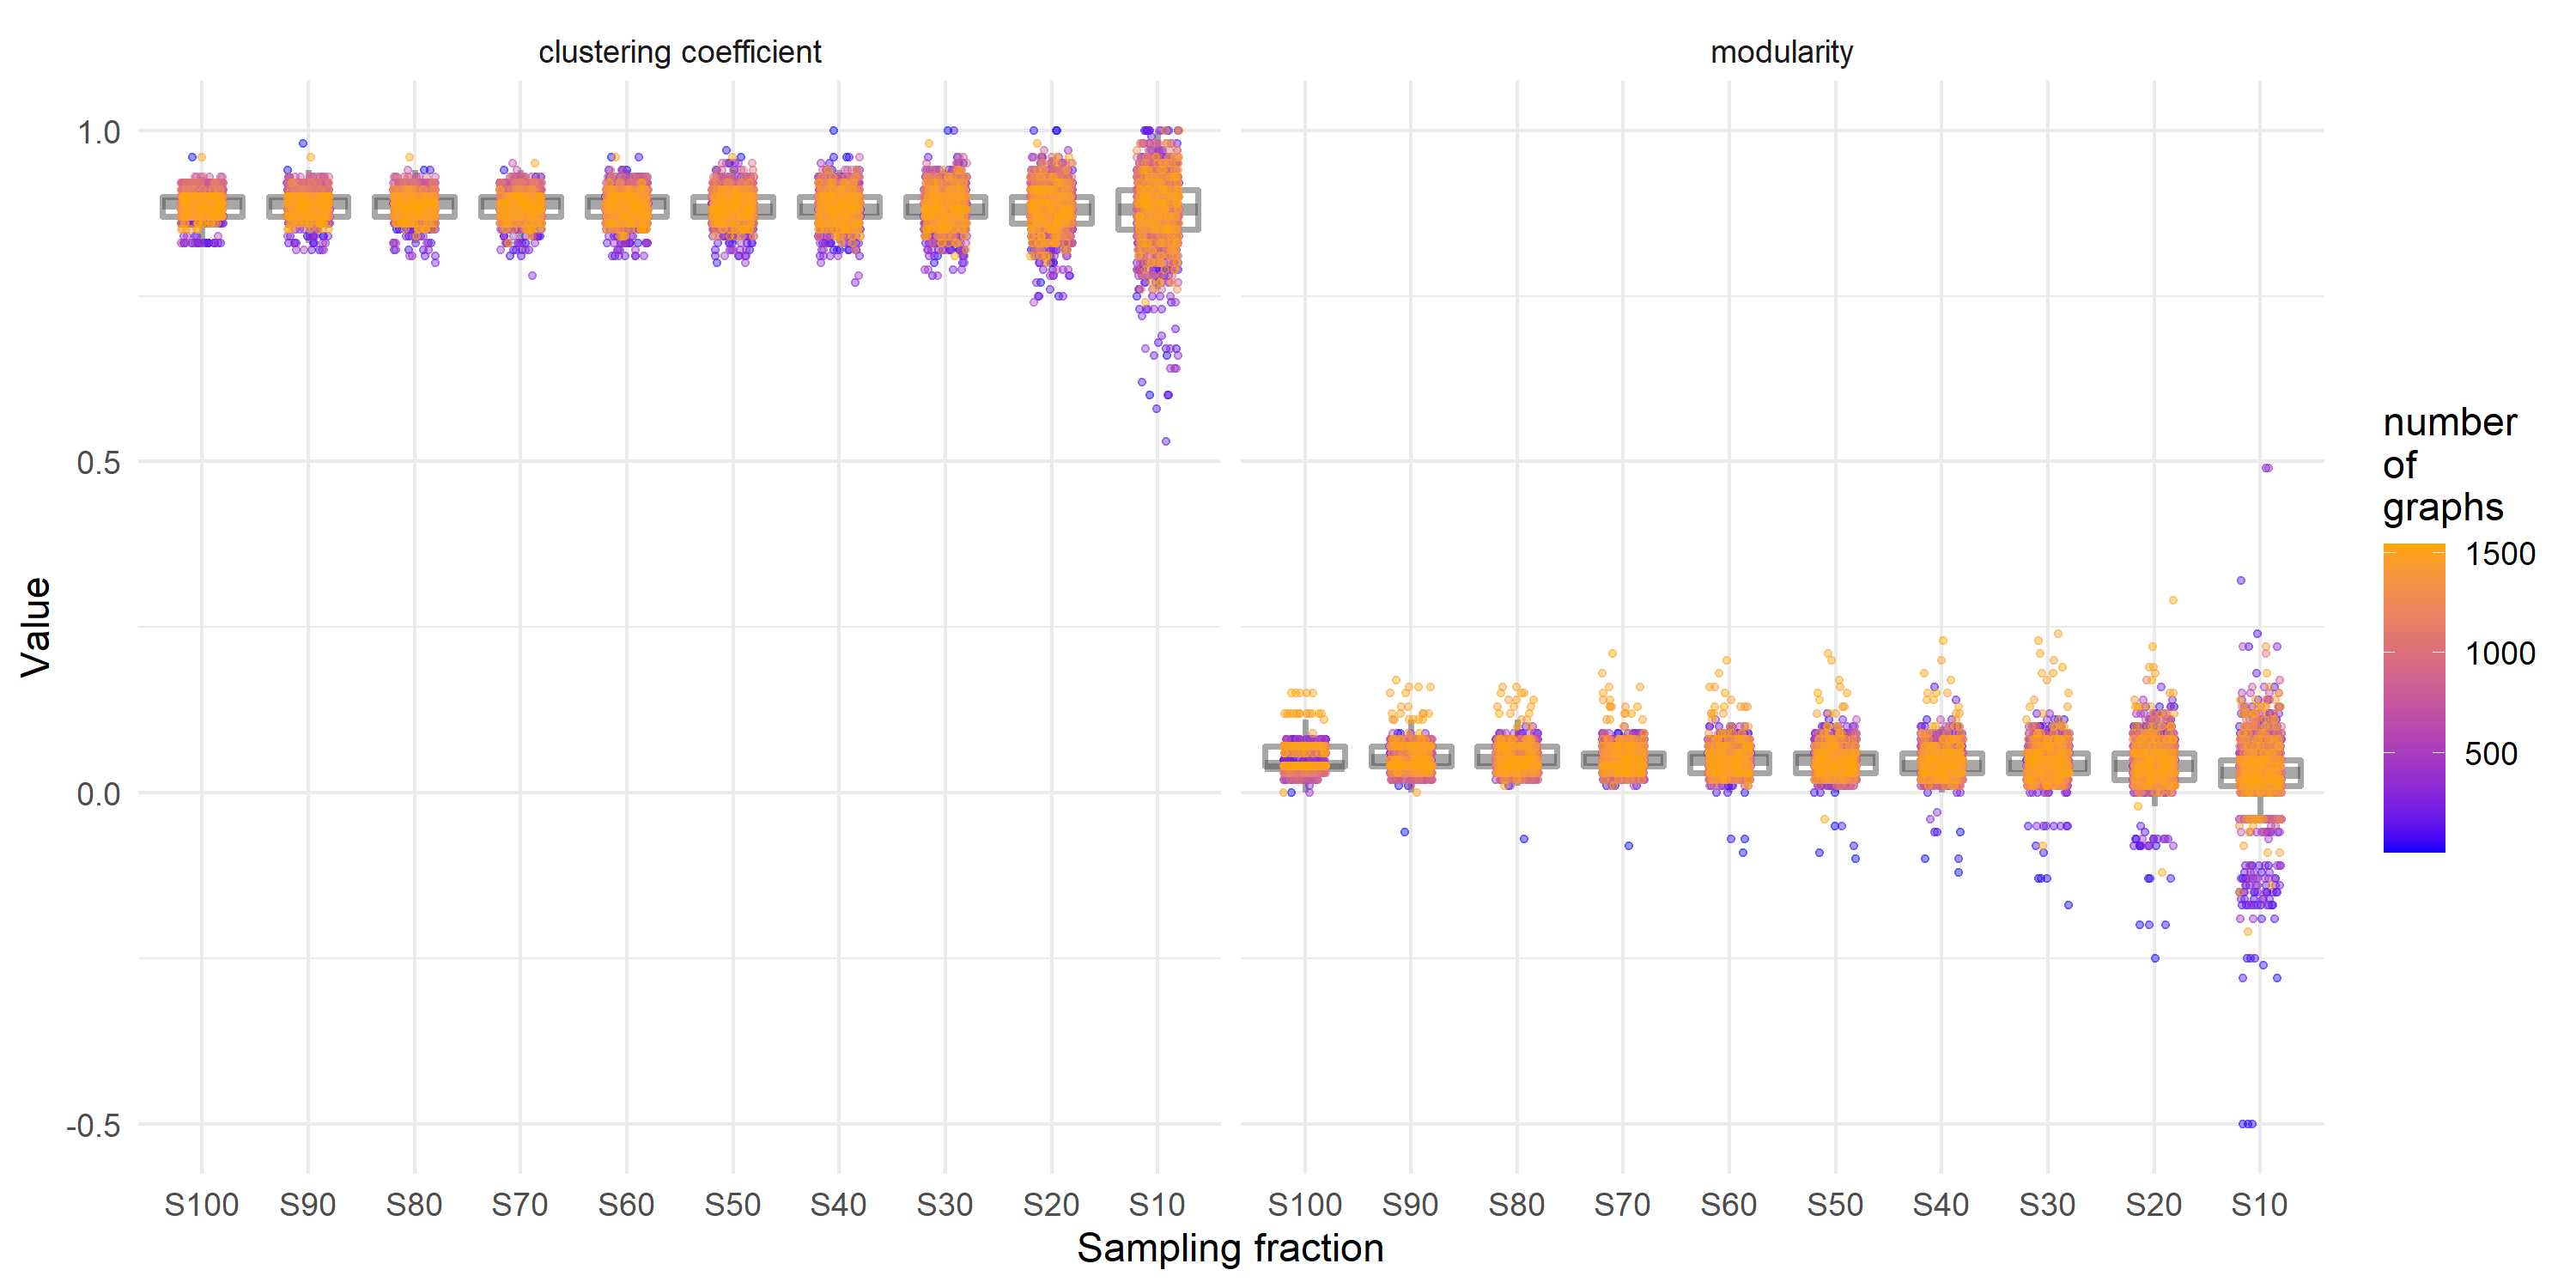 clustering coefficient
modularity
1.0
0.5
0.0
-0.5
Value
S100 S90 S80 S70 S60 S50 S40 S30 S20 S10
S100 S90 S80 S70 S60 S50 S40 S30 S20 S10
Sampling fraction
number
of
graphs
1500
1000
500